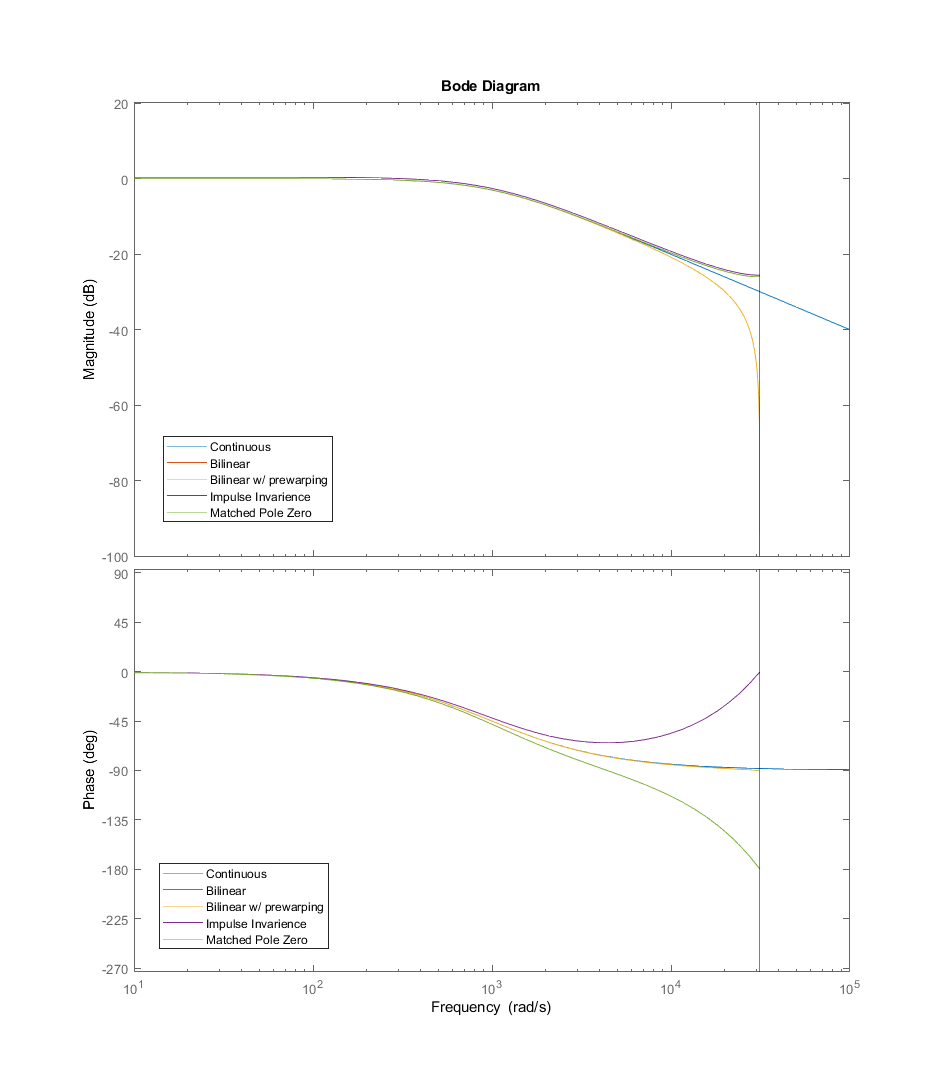 Bode Diagram
20
0
-20
-40
-60
-80
-100
Magnitude (dB)
Continuous
Bilinear
Bilinear w/ prewarping
Impulse Invarience
Matched Pole Zero
90
45
0
-45
-90
-135
-180
-225
-270
Phase (deg)
Continuous
Bilinear
Bilinear w/ prewarping
Impulse Invarience
Matched Pole Zero
10^1 10^2 10^3 10^4 10^5
Frequency (rad/s)